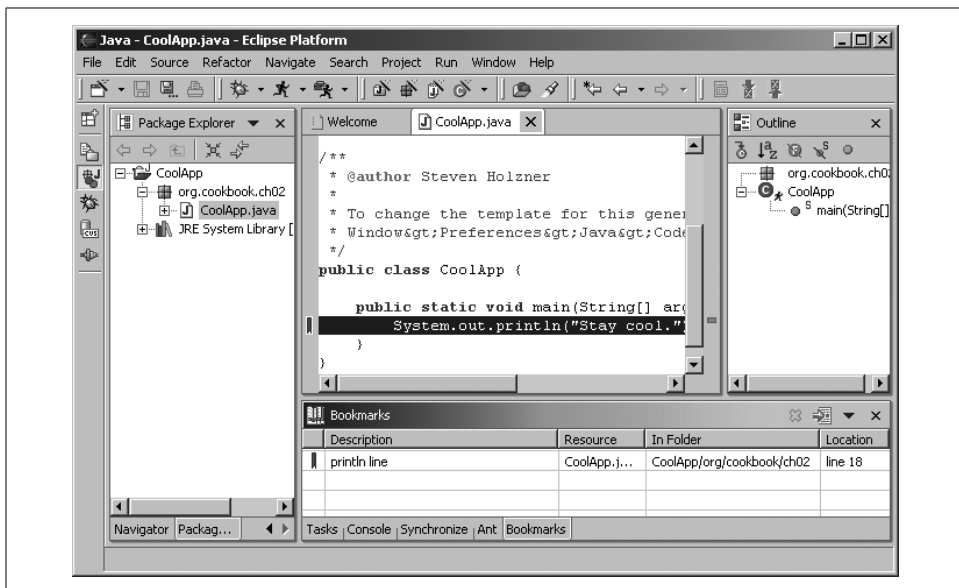 Java - CoolApp.java - Eclipse Platform
File Edit Source Refactor Navigate Search Project Run Window Help
Package Explorer
CoolApp
org.cookbook.ch02
CoolApp.java
JRE System Library [
Navigator Packag...
Welcome CoolApp.java
/**
* @author Steven Holzner
*
* To change the template for this gener
* Window&gt;Preferences&gt;Java&gt;Code
*/
public class CoolApp {
public static void main(String[] arg
System.out.println("Stay cool.")
}
}
Outline
org.cookbook.ch02
CoolApp
S main(String[]
Bookmarks
Description Resource In Folder Location
println line CoolApp.j... CoolApp/org/cookbook/ch02 line 18
Tasks Console Synchronize Ant Bookmarks